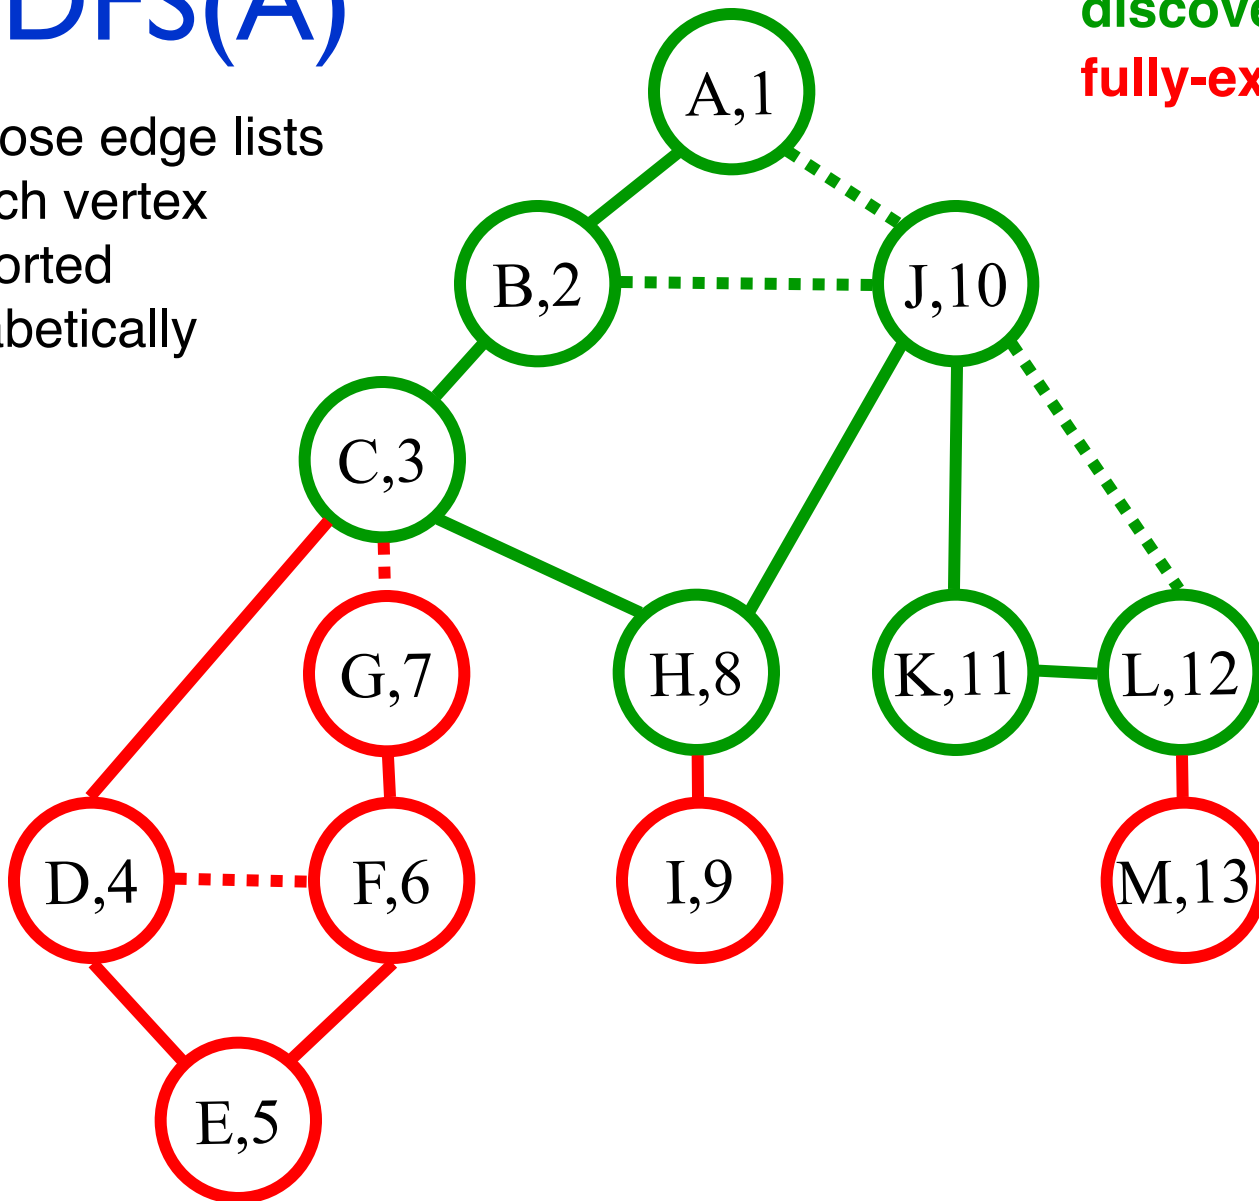 DFS(A)
discove
fully-ex
ose edge lists
ch vertex
orted
abetically
A,1
B,2
J,10
C,3
G,7
H,8
K,11
L,12
D,4
F,6
I,9
M,13
E,5